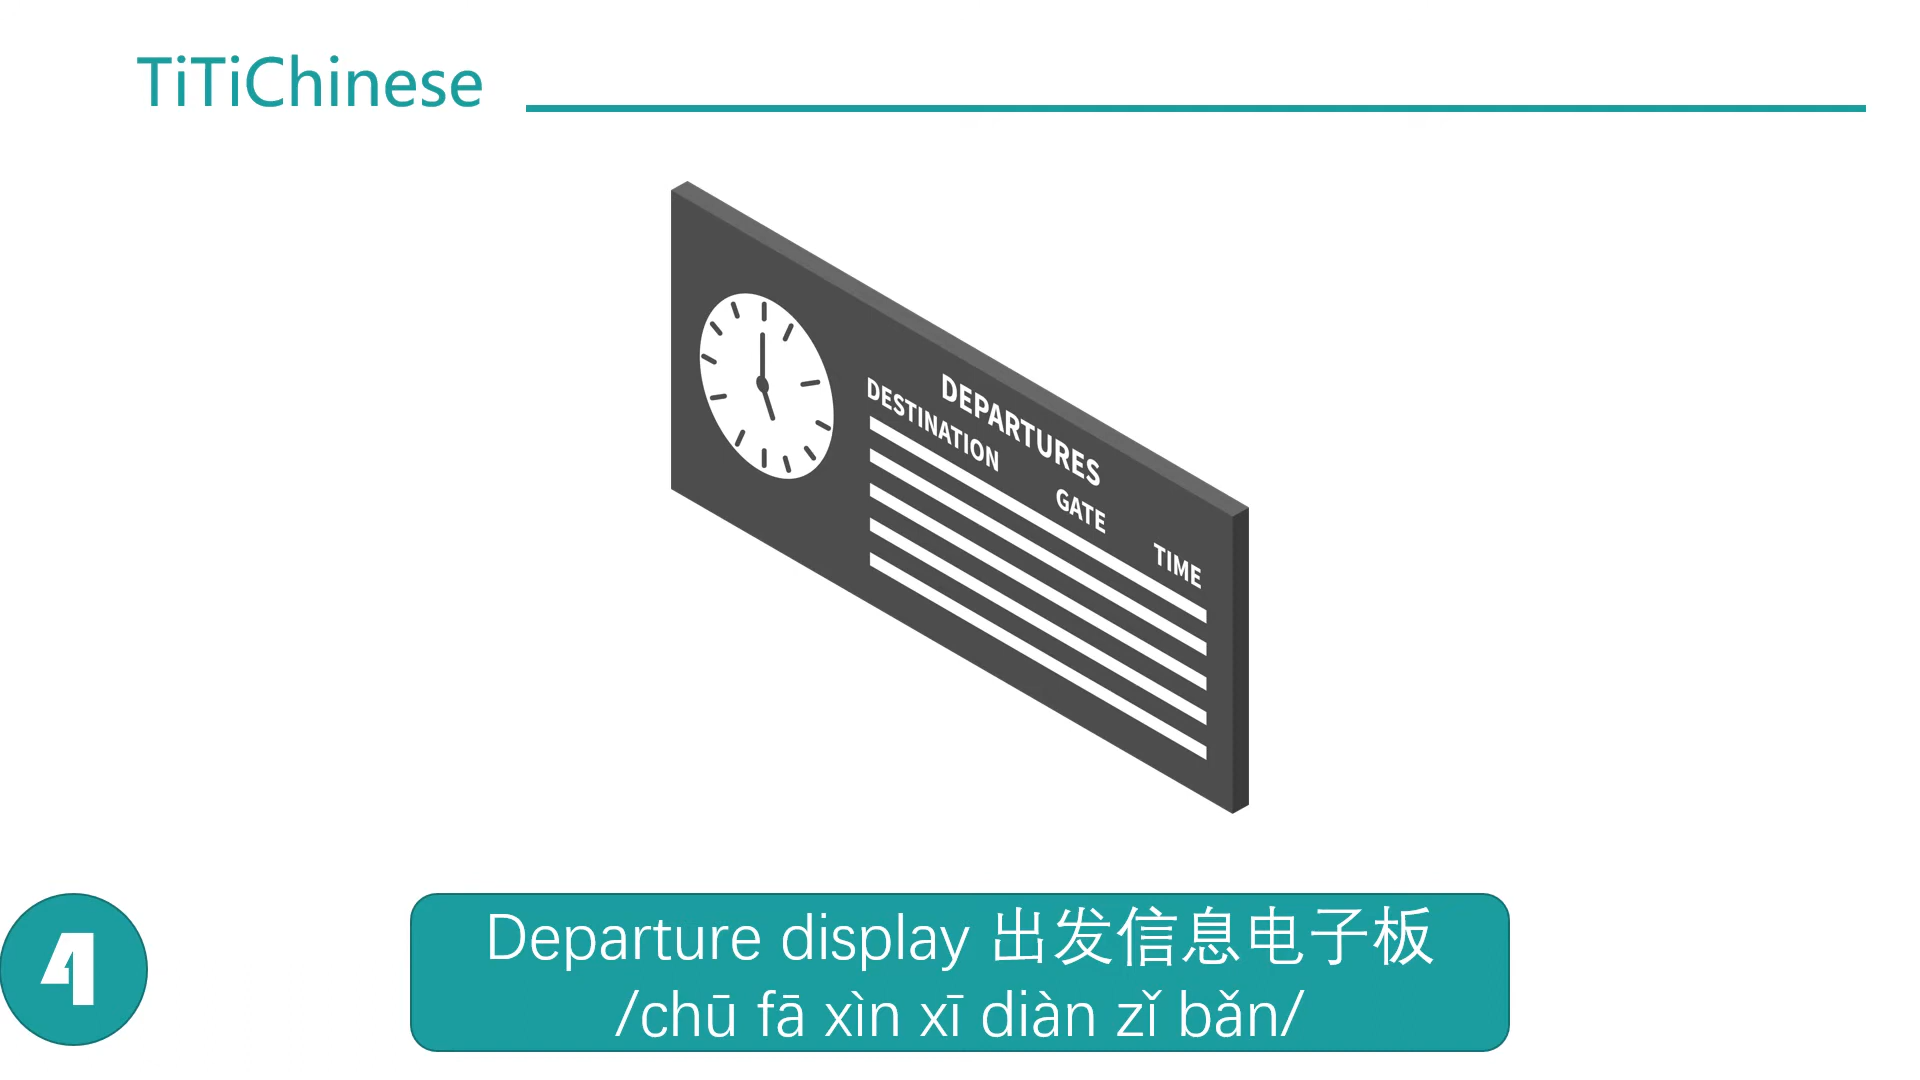 TiTiChinese
DEPARTURES
DESTINATION GATE TIME
4
Departure display 出发信息电子板
/chū fā xìn xī diàn zǐ bǎn/